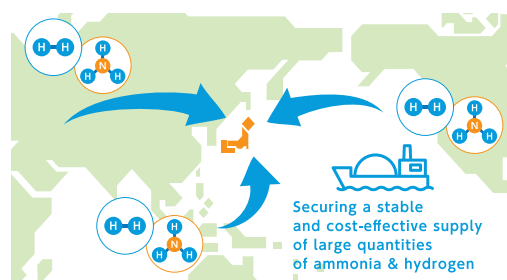 H H
H
N
H H
H H
H
N
H H
H H
H
N
H H
Securing a stable
and cost-effective supply
of large quantities
of ammonia & hydrogen